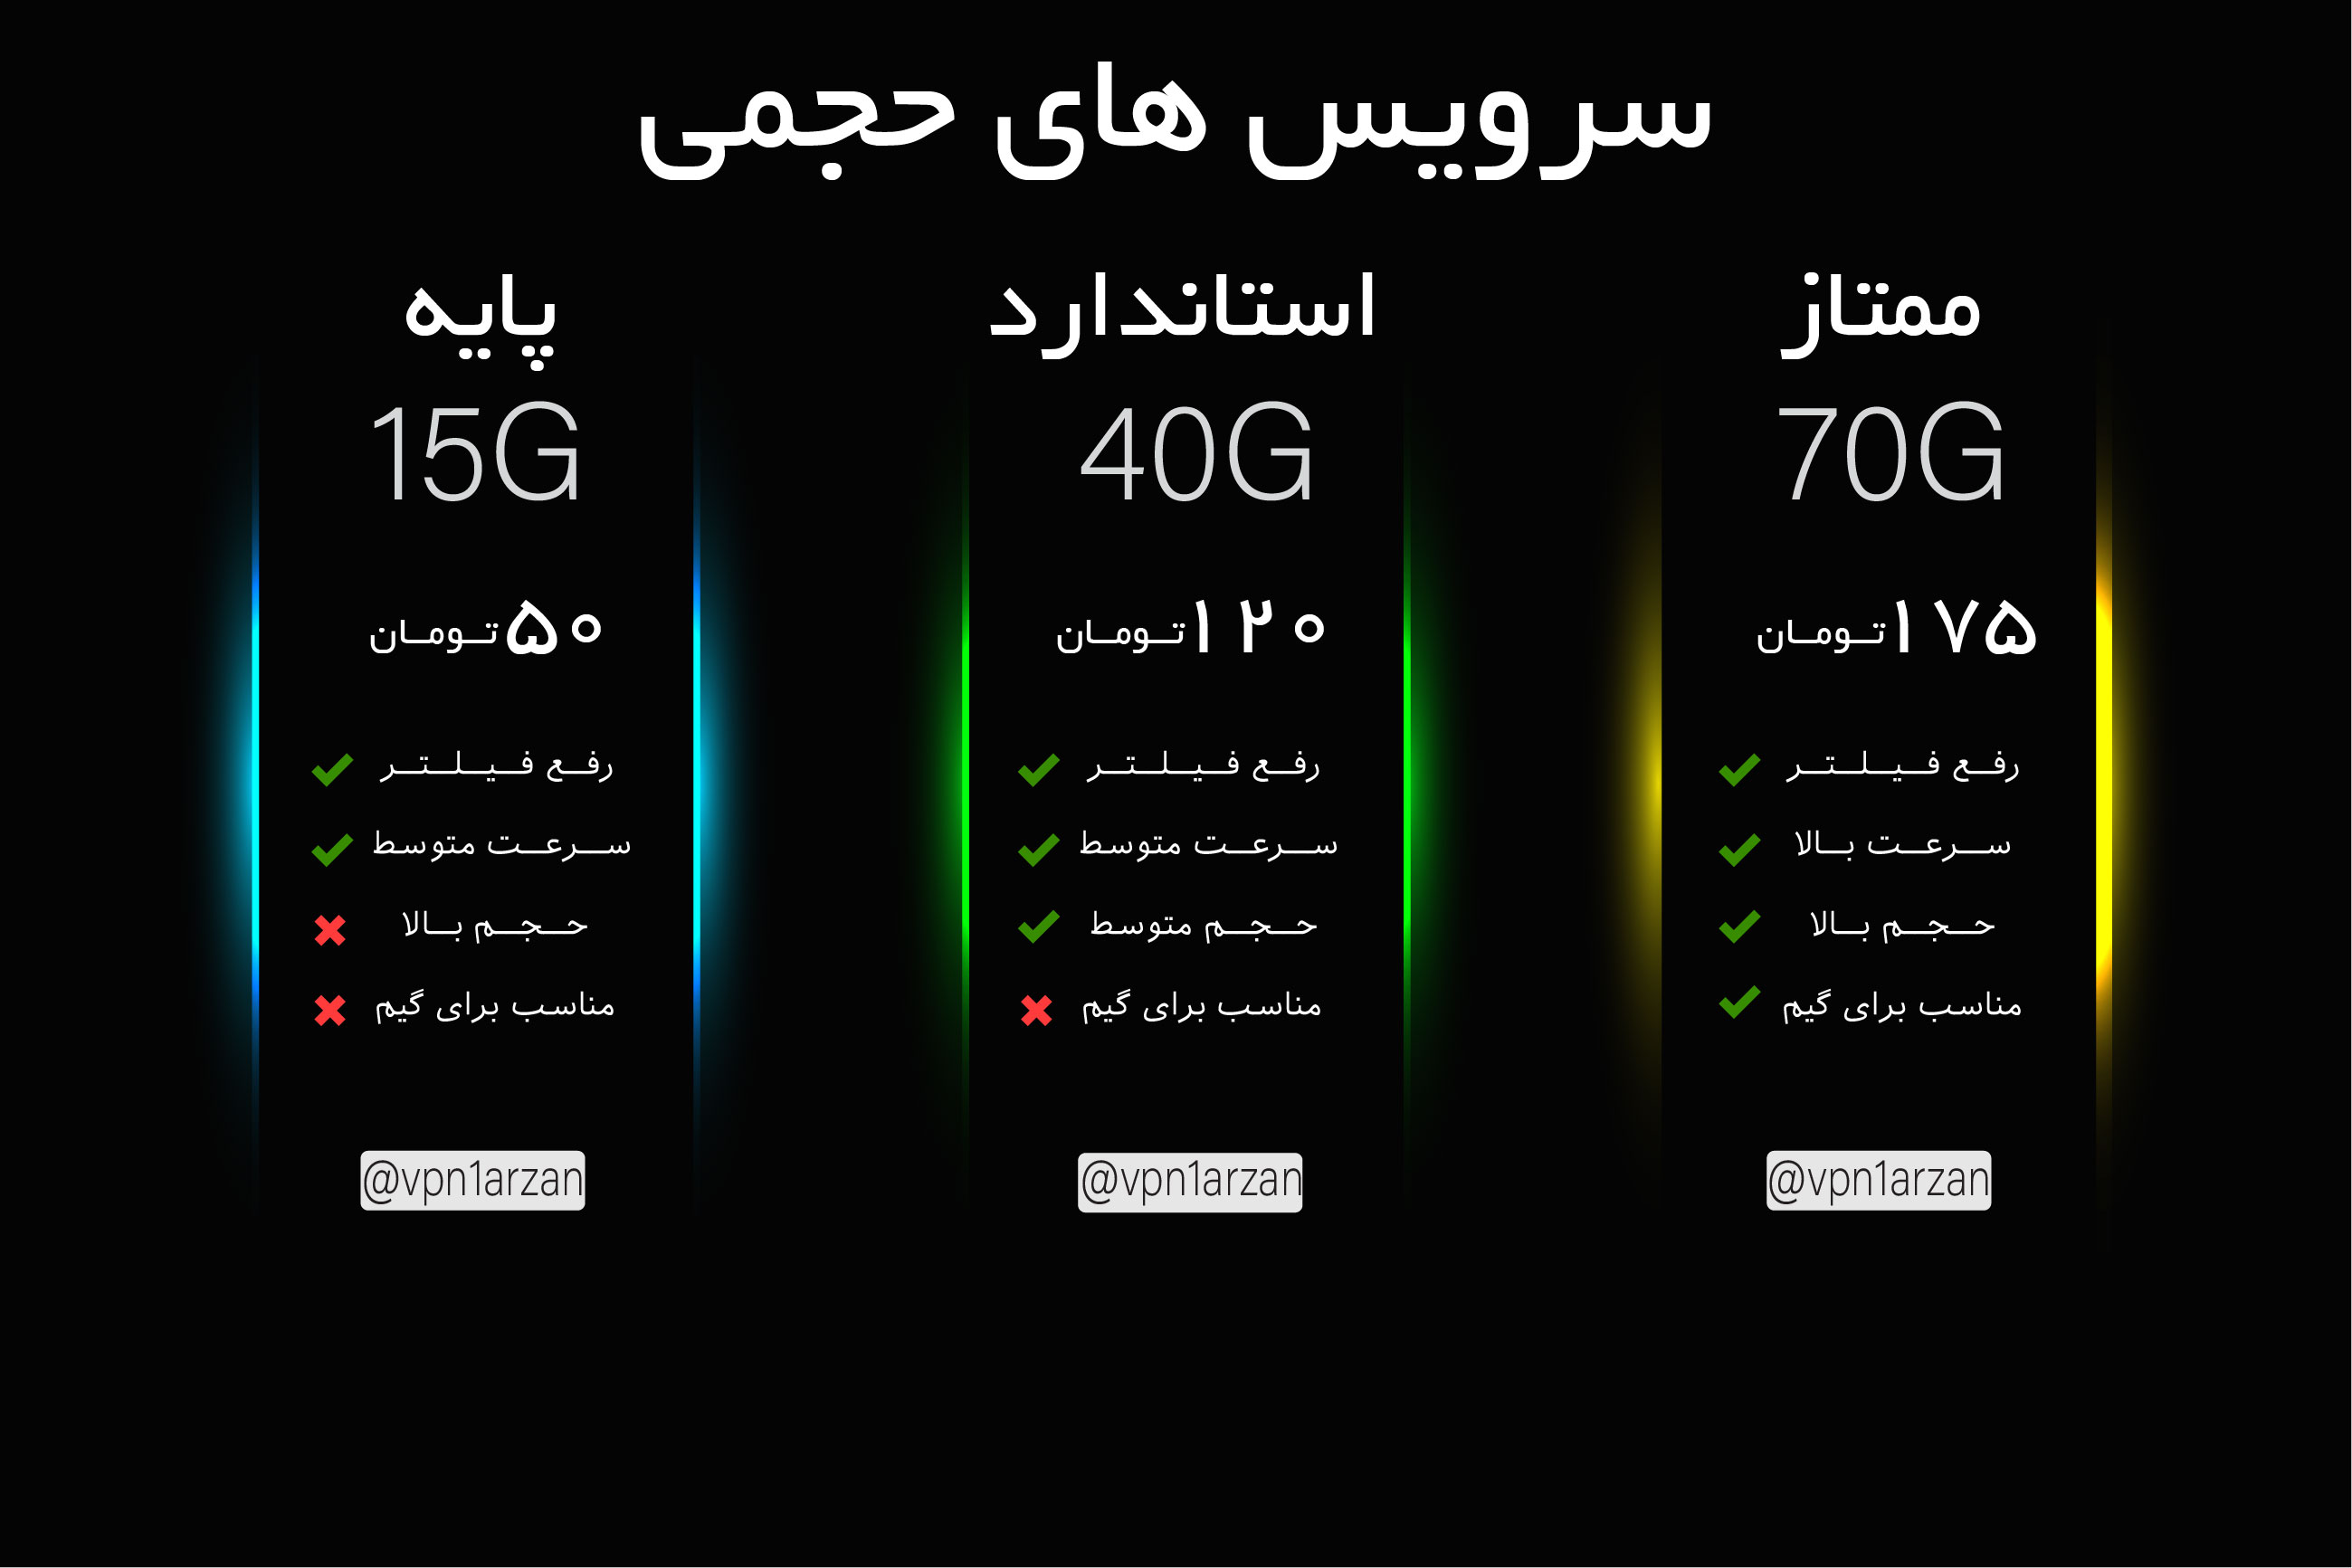 سرویس های حجمی
ممتاز
70G
۱۷۵ تومان
رفع فیلتر
سرعت بالا
حجم بالا
مناسب برای گیم
@vpn1arzan
استاندارد
40G
۱۲۰ تومان
رفع فیلتر
سرعت متوسط
حجم متوسط
مناسب برای گیم
@vpn1arzan
پایه
15G
۵۰ تومان
رفع فیلتر
سرعت متوسط
حجم بالا
مناسب برای گیم
@vpn1arzan